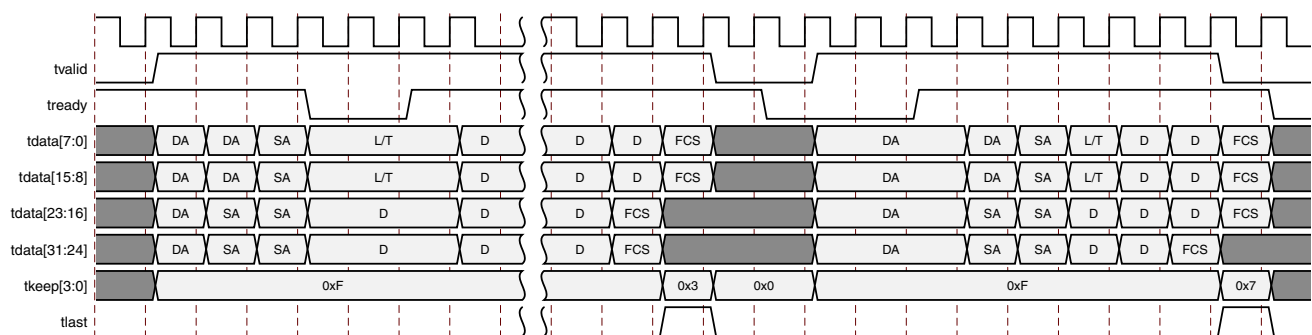 tvalid
tready
tdata[7:0] DA DA SA L/T D D D FCS DA DA SA L/T D D FCS
tdata[15:8] DA DA SA L/T D D D FCS DA DA SA L/T D D FCS
tdata[23:16] DA SA SA D D D FCS DA SA SA D D D FCS
tdata[31:24] DA SA SA D D D FCS DA SA SA D D FCS
tkeep[3:0] 0xF 0x3 0x0 0xF 0x7
tlast